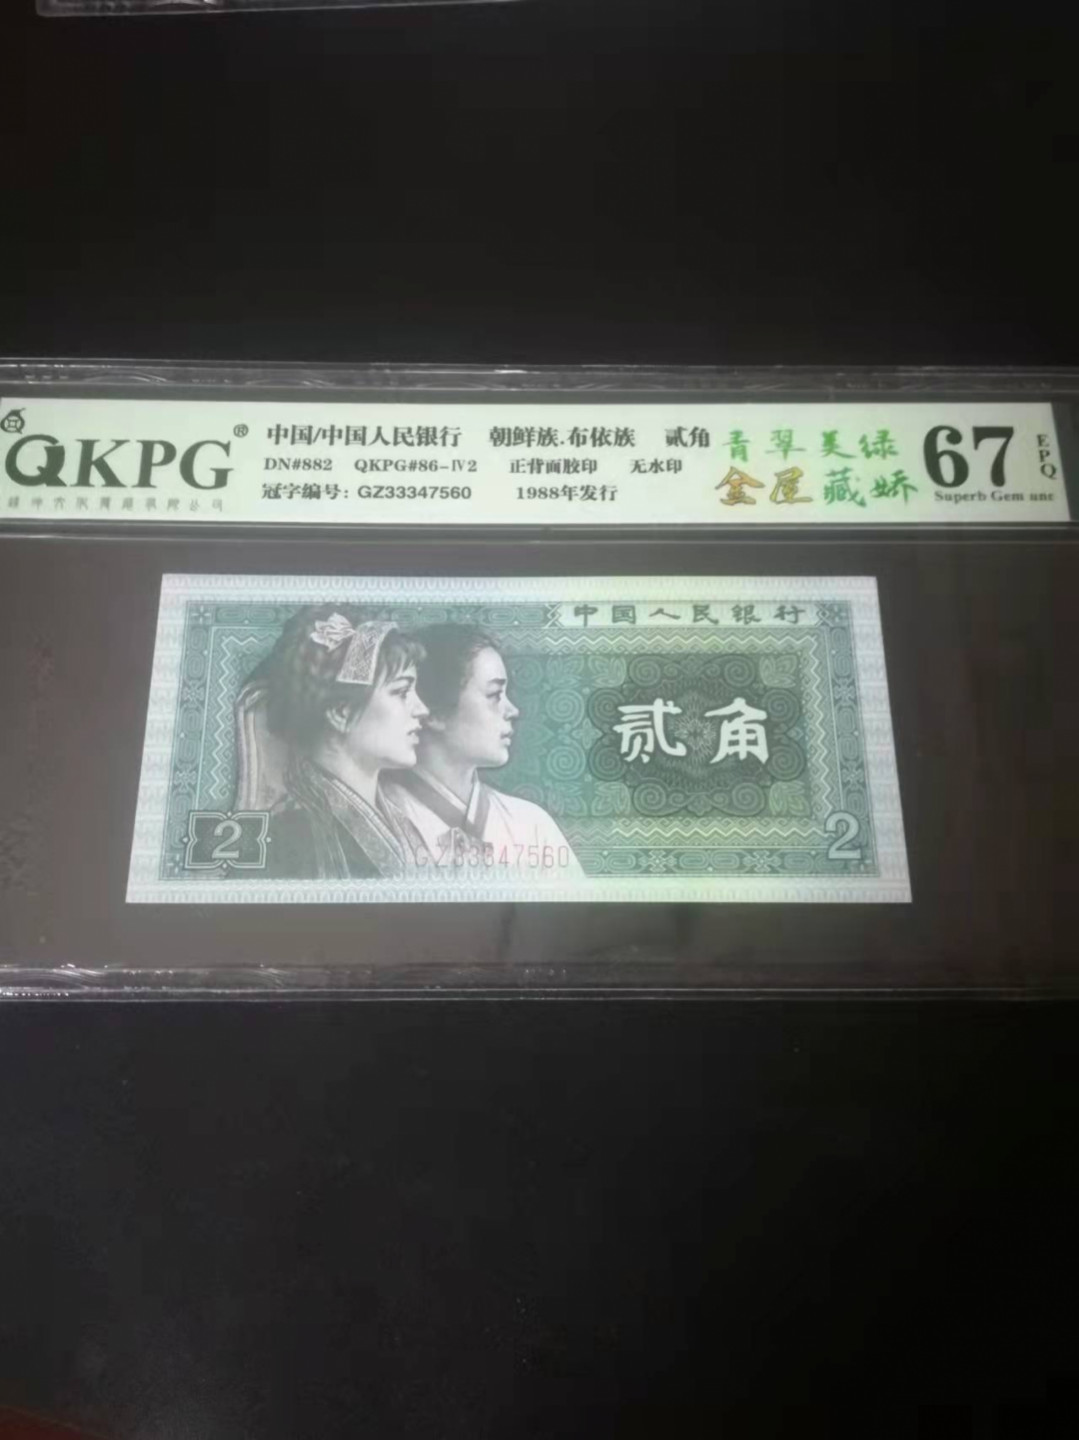 QKPG®
中国/中国人民银行 朝鲜族.布依族 贰角
DN#882 QKPG#86-Ⅳ2 正背面胶印 无水印
冠字编号: GZ33347560 1988年发行
青翠美绿
金屋藏娇
67
EPQ
Superb Gem unc
中国人民银行
贰角
2
2
GZ33347560